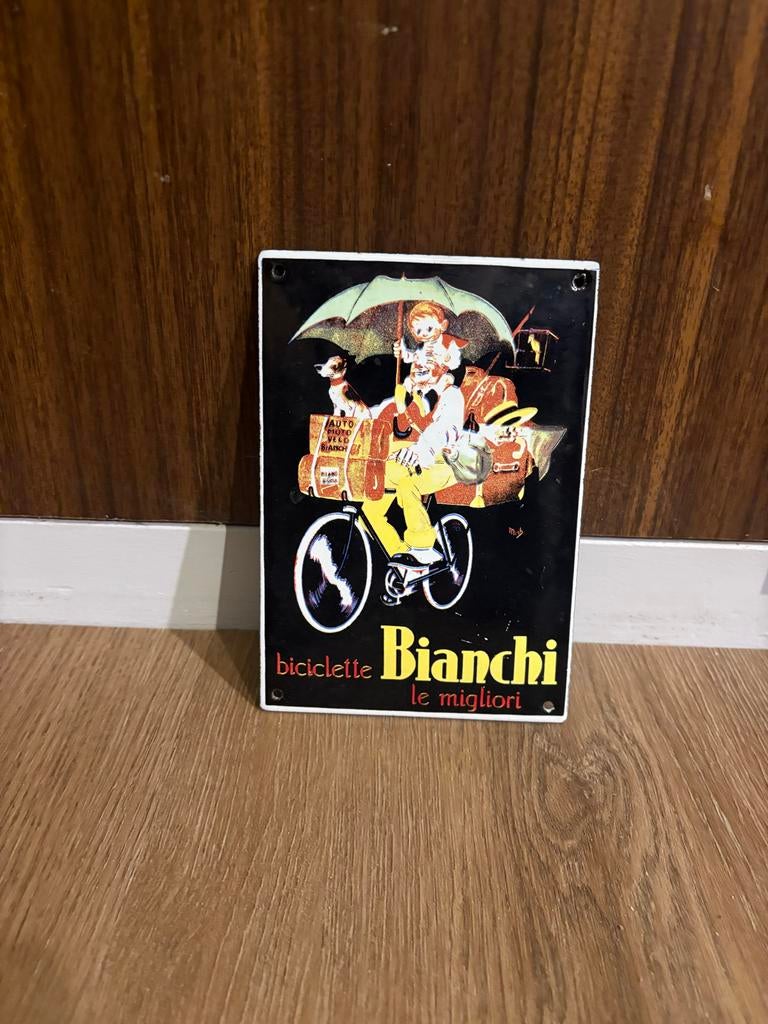 AUTO
MOTO
VELO
BIANCHI
biciclette Bianchi
le migliori